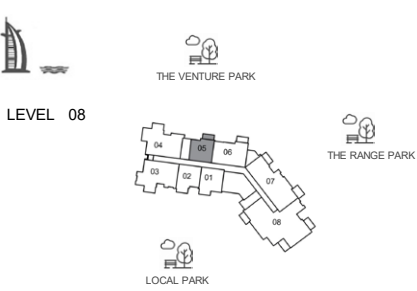 THE VENTURE PARK
LEVEL 08
THE RANGE PARK
04
05
06
03
02
01
07
08
LOCAL PARK